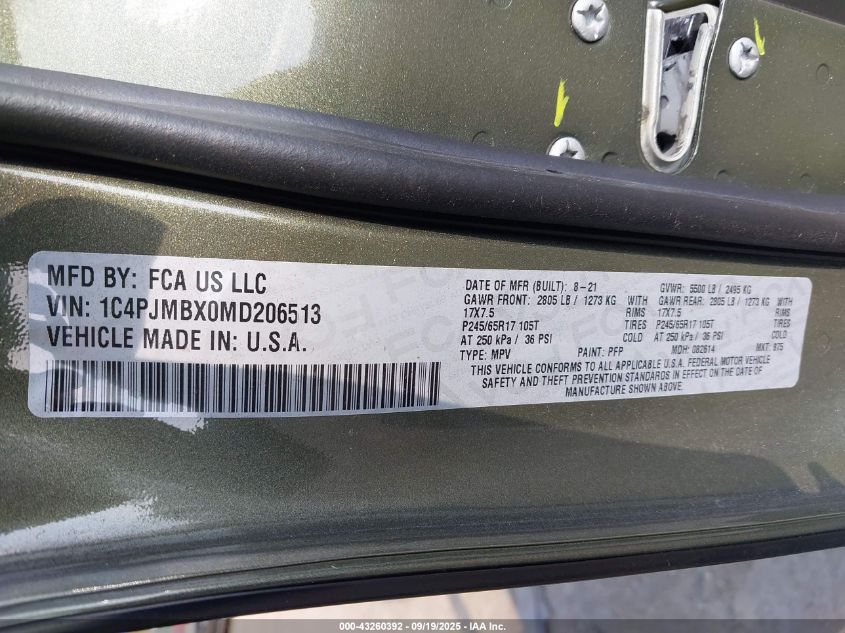 MFD BY: FCA US LLC
VIN: 1C4PJMBX0MD206513
VEHICLE MADE IN: U.S.A.
DATE OF MFR (BUILT): 8-21 GVWR: 5500 LB / 2495 KG
GAWR FRONT: 2805 LB / 1273 KG WITH GAWR REAR: 2805 LB / 1273 KG WITH
17X7.5 RIMS 17X7.5 RIMS
P245/65R17 105T TIRES P245/65R17 105T TIRES
AT 250 kPa / 36 PSI COLD AT 250 kPa / 36 PSI COLD
TYPE: MPV PAINT: PFP MDH: 082614 MXT: 875
THIS VEHICLE CONFORMS TO ALL APPLICABLE U.S.A. FEDERAL MOTOR VEHICLE
SAFETY AND THEFT PREVENTION STANDARDS IN EFFECT ON THE DATE OF
MANUFACTURE SHOWN ABOVE.
000-43260392 - 09/19/2025 - IAA Inc.